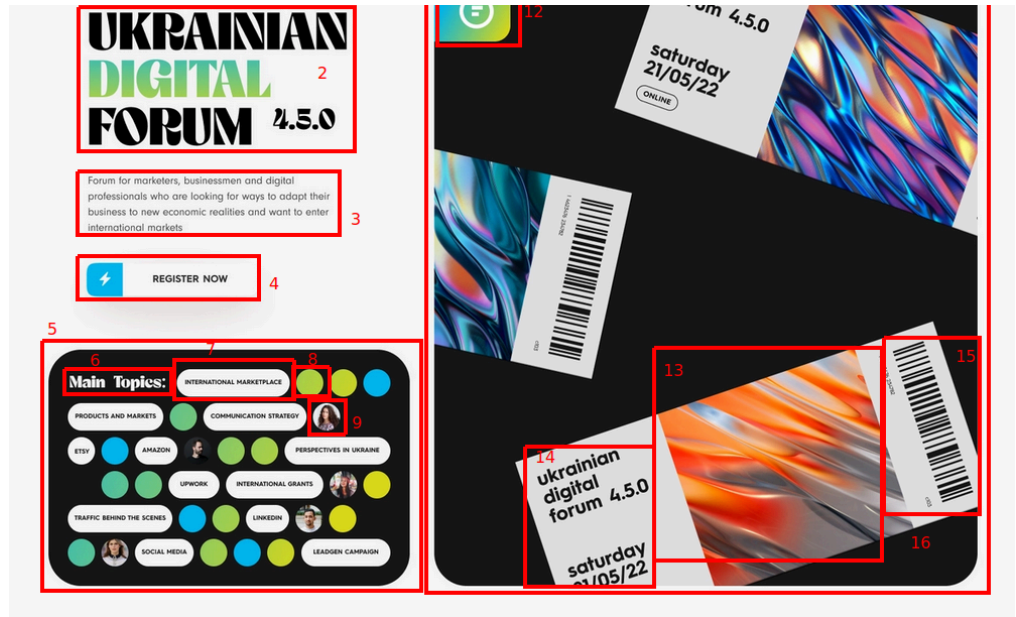 UKRAINIAN
DIGITAL
FORUM 4.5.0
2
Forum for marketers, businessmen and digital
professionals who are looking for ways to adapt their
business to new economic realities and want to enter
international markets
3
REGISTER NOW
4
5
6
7
8
Main Topics:
INTERNATIONAL MARKETPLACE
PRODUCTS AND MARKETS
COMMUNICATION STRATEGY
9
ETSY
AMAZON
PERSPECTIVES IN UKRAINE
UPWORK
INTERNATIONAL GRANTS
TRAFFIC BEHIND THE SCENES
LINKEDIN
SOCIAL MEDIA
LEADGEN CAMPAIGN
12
4.5.0
saturday
21/05/22
ONLINE
13
14
ukrainian
digital
forum 4.5.0
saturday
21/05/22
15
16